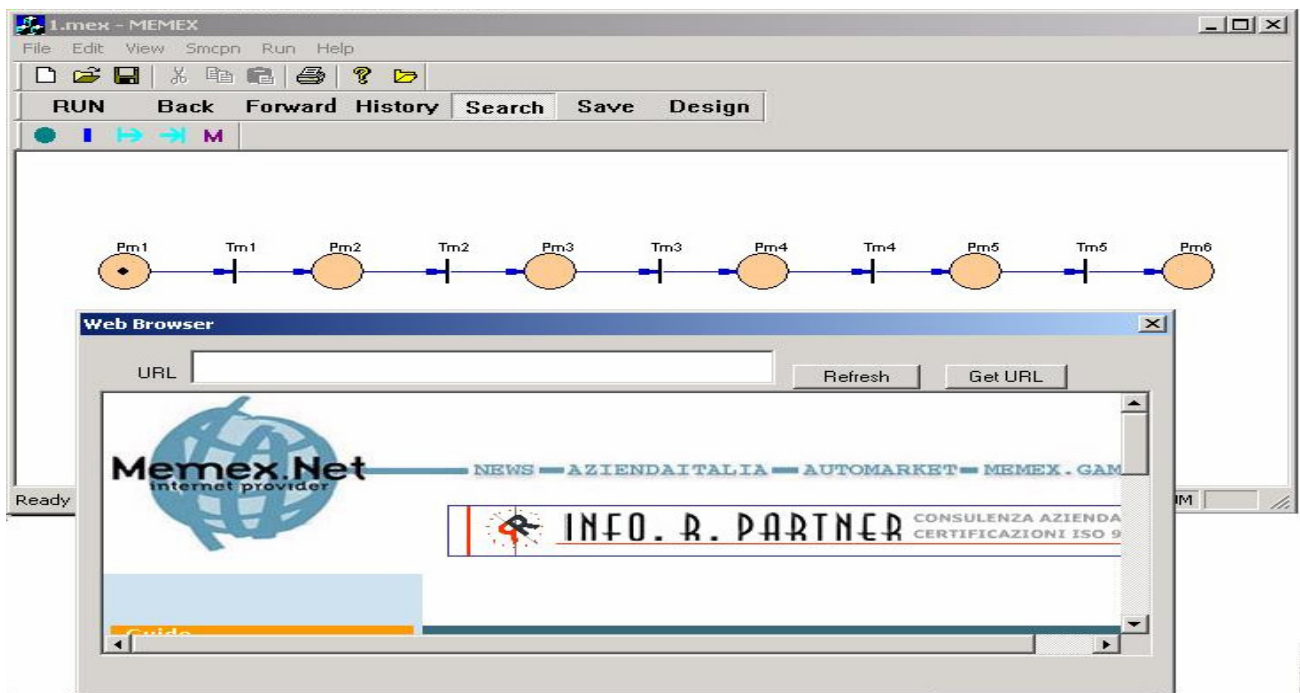 1.mex - MEMEX
File Edit View Smcpn Run Help
RUN Back Forward History Search Save Design
M
Pm1 Tm1 Pm2 Tm2 Pm3 Tm3 Pm4 Tm4 Pm5 Tm5 Pm6
Web Browser
URL Refresh Get URL
Memex.Net
internet provider
NEWS AZIENDAITALIA AUTOMARKET MEMEX.GAM
INFO. R. PARTNER
CONSULENZA AZIENDA
CERTIFICAZIONI ISO 9
Guide
Ready